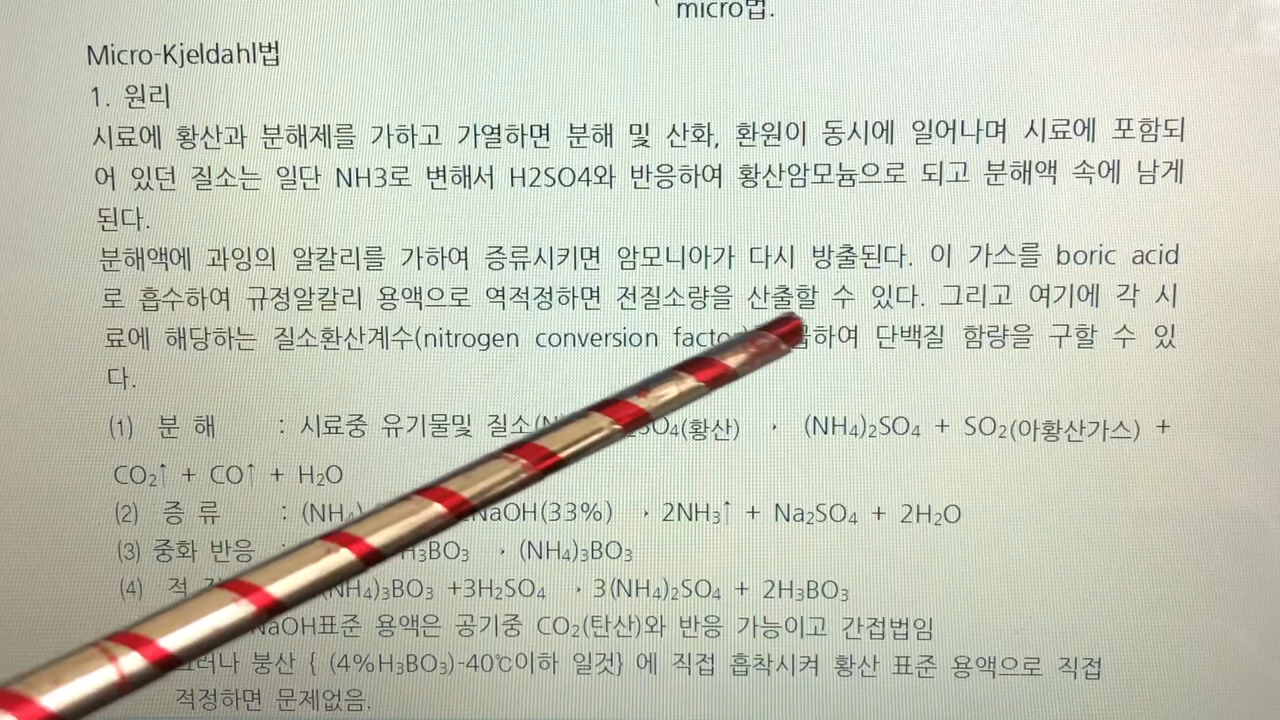 micro법.
Micro-Kjeldahl법
1. 원리
시료에 황산과 분해제를 가하고 가열하면 분해 및 산화, 환원이 동시에 일어나며 시료에 포함되
어 있던 질소는 일단 NH3로 변해서 H2SO4와 반응하여 황산암모늄으로 되고 분해액 속에 남게
된다.
분해액에 과잉의 알칼리를 가하여 증류시키면 암모니아가 다시 방출된다. 이 가스를 boric acid
로 흡수하여 규정알칼리 용액으로 역적정하면 전질소량을 산출할 수 있다. 그리고 여기에 각 시
료에 해당하는 질소환산계수(nitrogen conversion 단백질 함량을 구할 수 있
다.
(1) 분 해 : 시료중 유기물및 질소 (황산) → (NH₄)₂SO₄ + SO₂(아황산가스) +
CO₂↑ + CO↑ + H₂O
(2) 증 류 : NaOH(33%) → 2NH₃↑ + Na₂SO₄ + 2H₂O
(3) 중화 반응 : H₃BO₃ → (NH₄)₃BO₃
(4) 적 (NH₄)₃BO₃ +3H₂SO₄ → 3(NH₄)₂SO₄ + 2H₃BO₃
NaOH표준 용액은 공기중 CO₂(탄산)와 반응 가능이고 간접법임
붕산 { (4%H₃BO₃)-40℃이하 일것} 에 직접 흡착시켜 황산 표준 용액으로 직접
적정하면 문제없음.